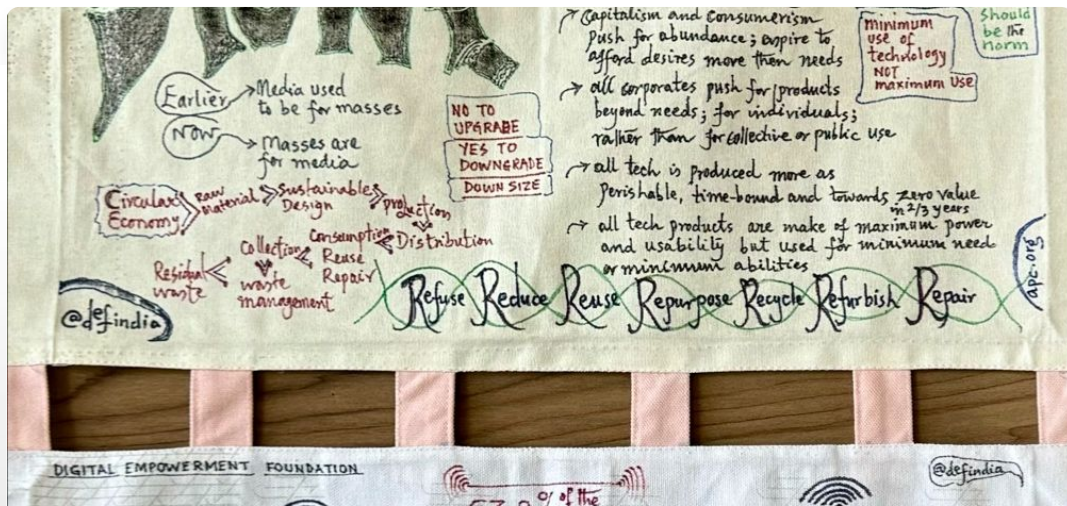 Earlier
Media used
to be for masses
Now
Masses are
for media
Circular
Economy
Raw
material
Sustainable
Design
production
Distribution
Consumption
Reuse
Repair
Collection
waste
management
Residual
waste
@defindia
NO TO
UPGRADE
YES TO
DOWNGRADE
DOWN SIZE
Capitalism and Consumerism
push for abundance; aspire to
afford desires more then needs
all corporates push for products
beyond needs; for individuals;
rather than for collective or public use
all tech is produced more as
perishable, time-bound and towards zero value
in 2/3 years
all tech products are make of maximum power
and usability but used for minimum need
or minimum abilities
minimum
use of
technology
NOT
maximum use
should
be the
norm
apc.org
Refuse Reduce Reuse Repurpose Recycle Refurbish Repair
DIGITAL EMPOWERMENT FOUNDATION
% of the
@defindia